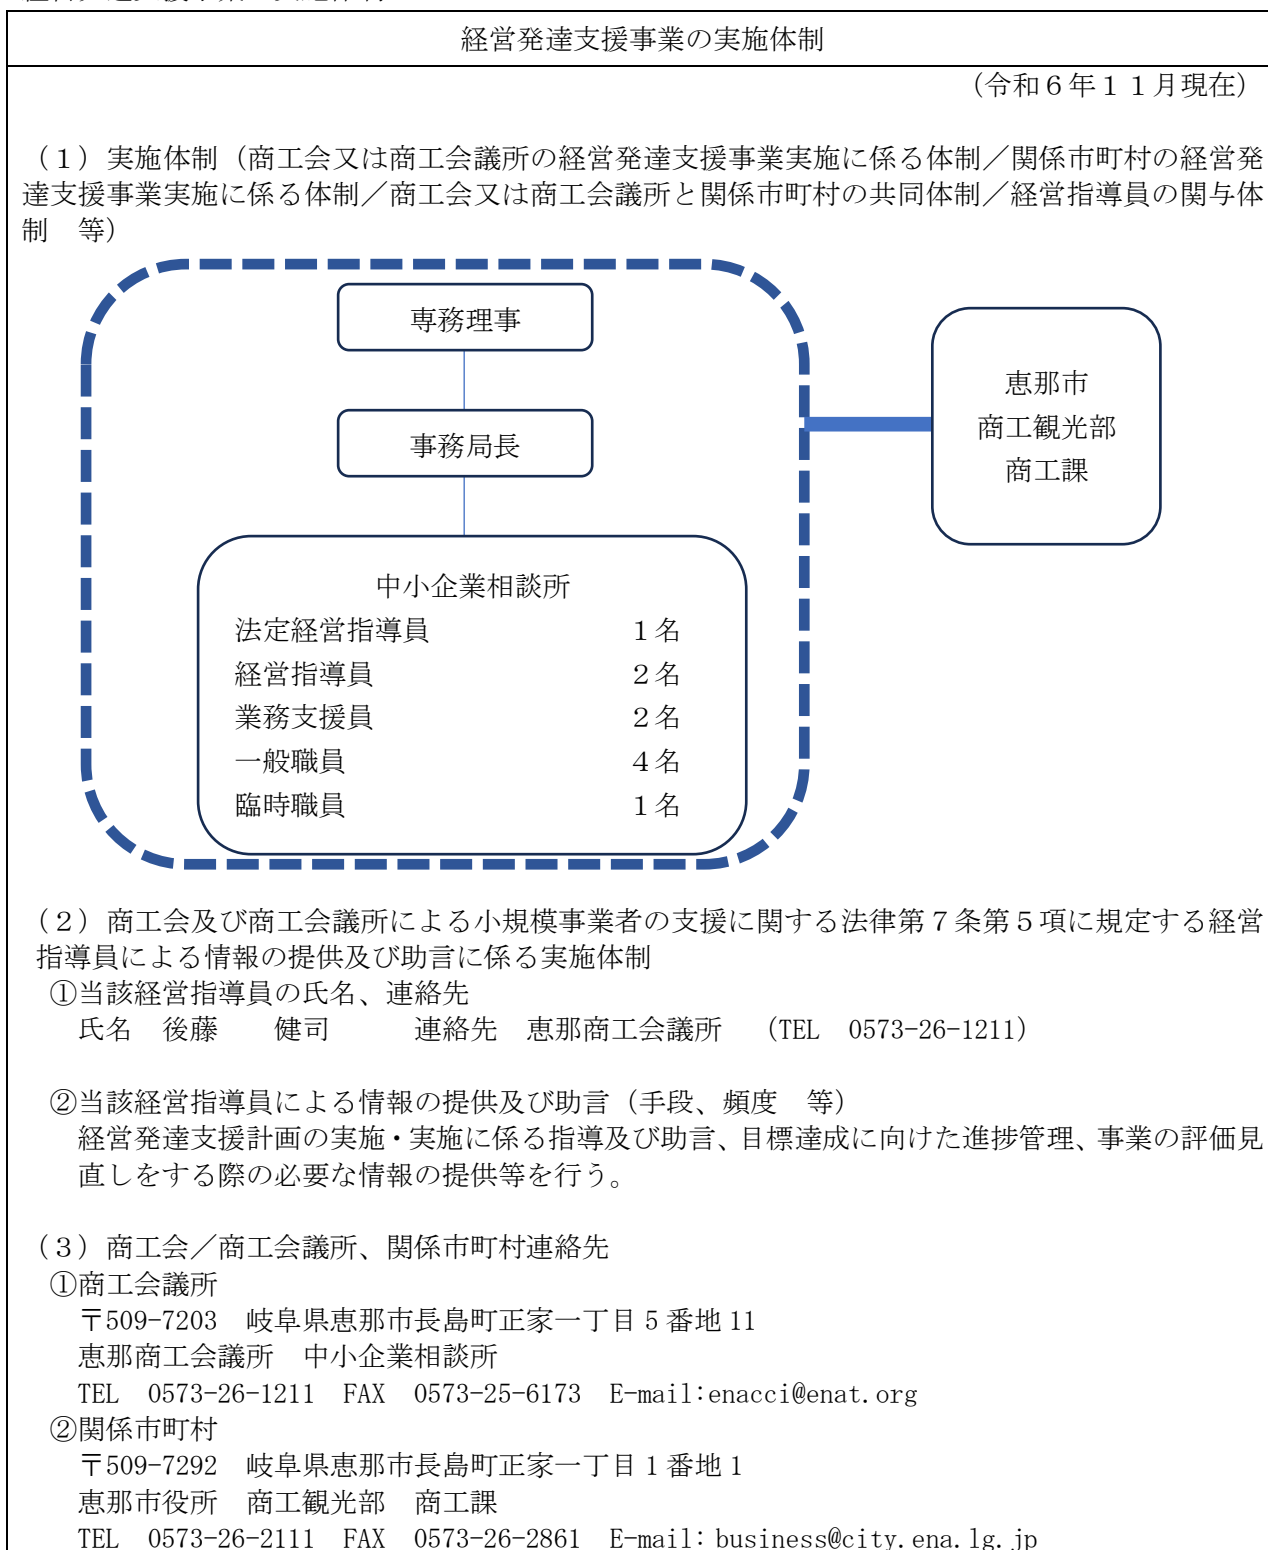 経営発達支援事業の実施体制
（令和６年１１月現在）
（１）実施体制（商工会又は商工会議所の経営発達支援事業実施に係る体制／関係市町村の経営発
達支援事業実施に係る体制／商工会又は商工会議所と関係市町村の共同体制／経営指導員の関与体
制　等）
専務理事
事務局長
中小企業相談所
法定経営指導員　１名
経営指導員　２名
業務支援員　２名
一般職員　４名
臨時職員　１名
恵那市
商工観光部
商工課
（２）商工会及び商工会議所による小規模事業者の支援に関する法律第７条第５項に規定する経営
指導員による情報の提供及び助言に係る実施体制
①当該経営指導員の氏名、連絡先
氏名　後藤　　健司　　　連絡先　恵那商工会議所　（TEL　0573-26-1211）
②当該経営指導員による情報の提供及び助言（手段、頻度　等）
経営発達支援計画の実施・実施に係る指導及び助言、目標達成に向けた進捗管理、事業の評価見
直しをする際の必要な情報の提供等を行う。
（３）商工会／商工会議所、関係市町村連絡先
①商工会議所
〒509-7203　岐阜県恵那市長島町正家一丁目５番地 11
恵那商工会議所　中小企業相談所
TEL　0573-26-1211　FAX　0573-25-6173　E-mail:enacci@enat.org
②関係市町村
〒509-7292　岐阜県恵那市長島町正家一丁目１番地１
恵那市役所　商工観光部　商工課
TEL　0573-26-2111　FAX　0573-26-2861　E-mail: business@city.ena.lg.jp